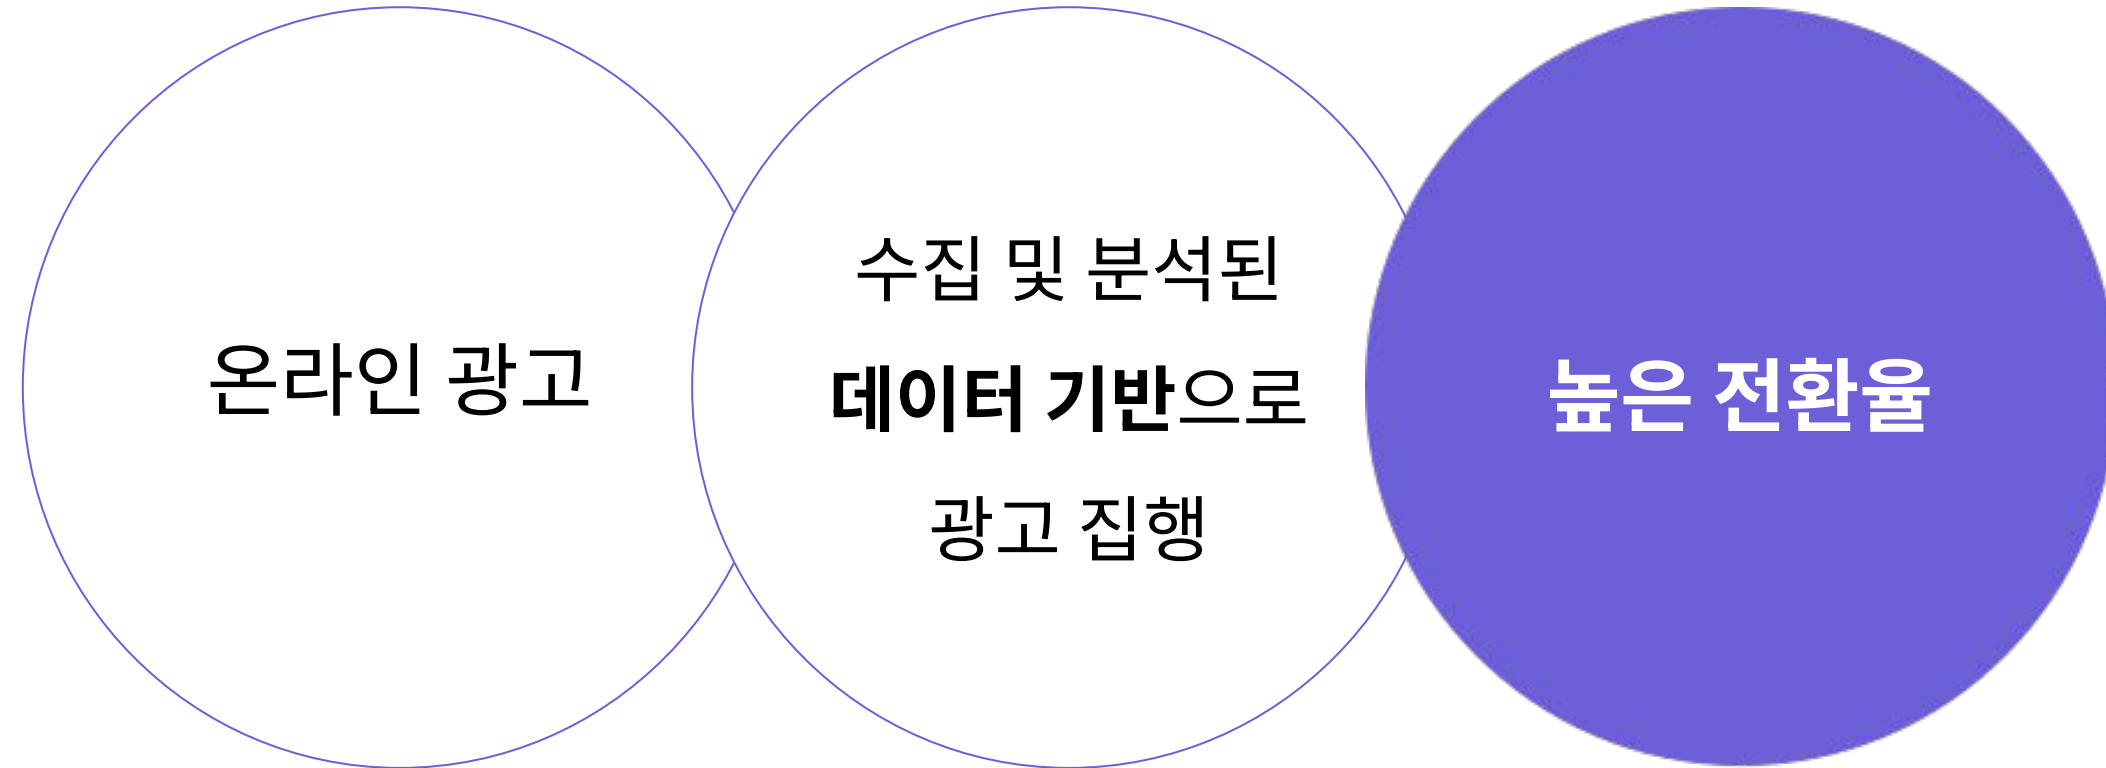 온라인 광고
수집 및 분석된
데이터 기반으로
광고 집행
높은 전환율